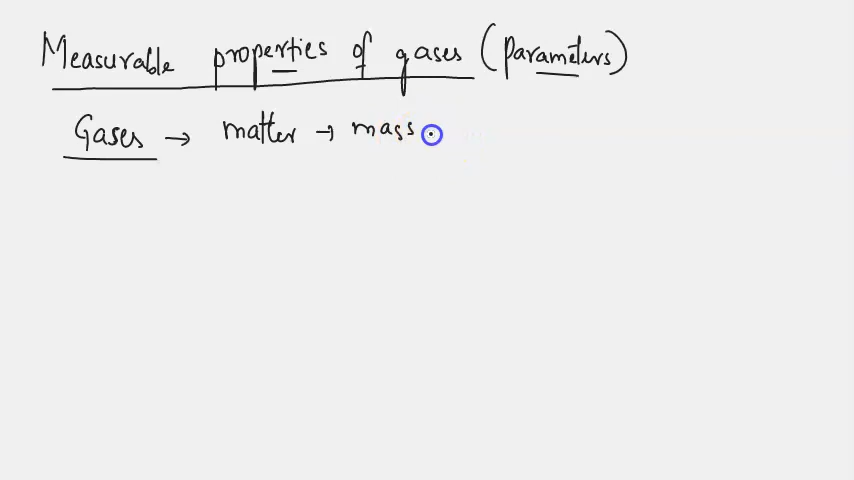 Measurable properties of gases (Parameters)
Gases → matter → mass